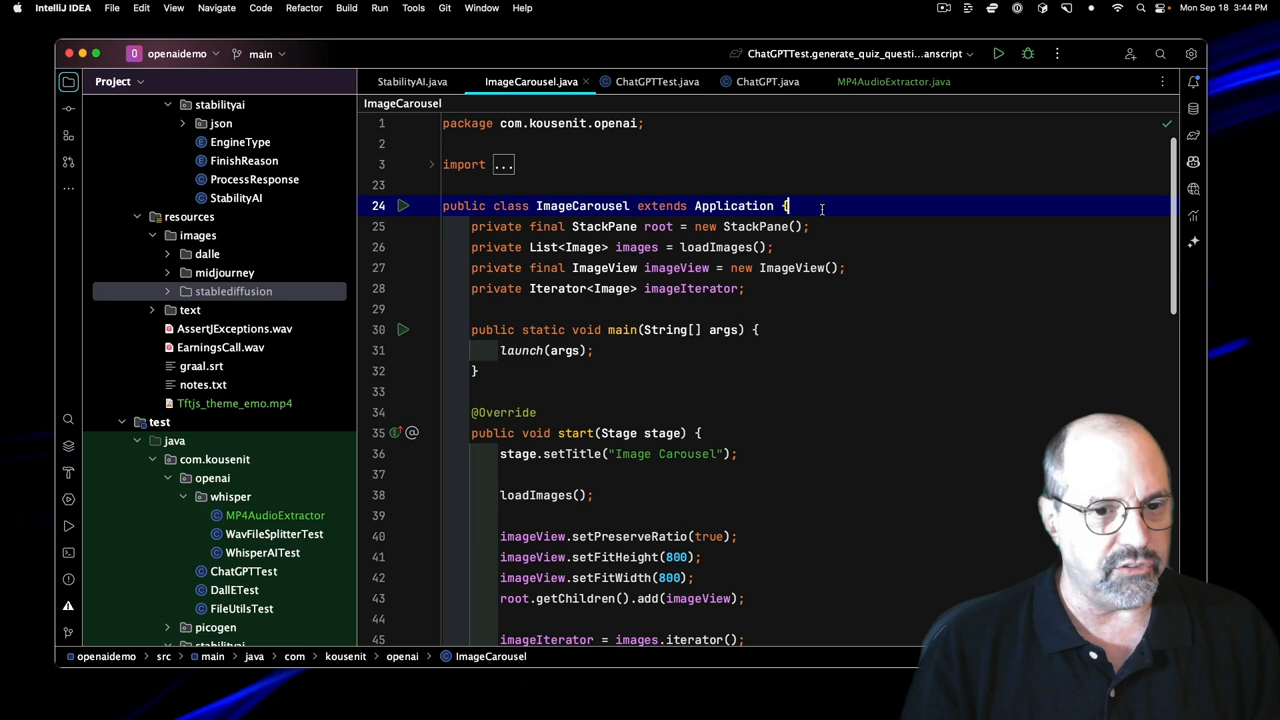 IntelliJ IDEA File Edit View Navigate Code Refactor Build Run Tools Git Window Help Mon Sep 18 3:44 PM
O openaidemo main ChatGPTTest.generate_quiz_questi...anscript
Project
StabilityAI.java ImageCarousel.java ChatGPTTest.java ChatGPT.java MP4AudioExtractor.java
ImageCarousel
stabilityai
json
EngineType
FinishReason
ProcessResponse
StabilityAI
resources
images
dalle
midjourney
stablediffusion
text
AssertJExceptions.wav
EarningsCall.wav
graal.srt
notes.txt
Tftjs_theme_emo.mp4
test
java
com.kousenit
openai
whisper
MP4AudioExtractor
WavFileSplitterTest
WhisperAITest
ChatGPTTest
DallETest
FileUtilsTest
picogen
stabilityai
1 package com.kousenit.openai;
2
3 import ...
23
24 public class ImageCarousel extends Application {
25 private final StackPane root = new StackPane();
26 private List<Image> images = loadImages();
27 private final ImageView imageView = new ImageView();
28 private Iterator<Image> imageIterator;
29
30 public static void main(String[] args) {
31 launch(args);
32 }
33
34 @Override
35 public void start(Stage stage) {
36 stage.setTitle("Image Carousel");
37
38 loadImages();
39
40 imageView.setPreserveRatio(true);
41 imageView.setFitHeight(800);
42 imageView.setFitWidth(800);
43 root.getChildren().add(imageView);
44
45 imageIterator = images.iterator();
openaidemo > src > main > java > com > kousenit > openai > ImageCarousel